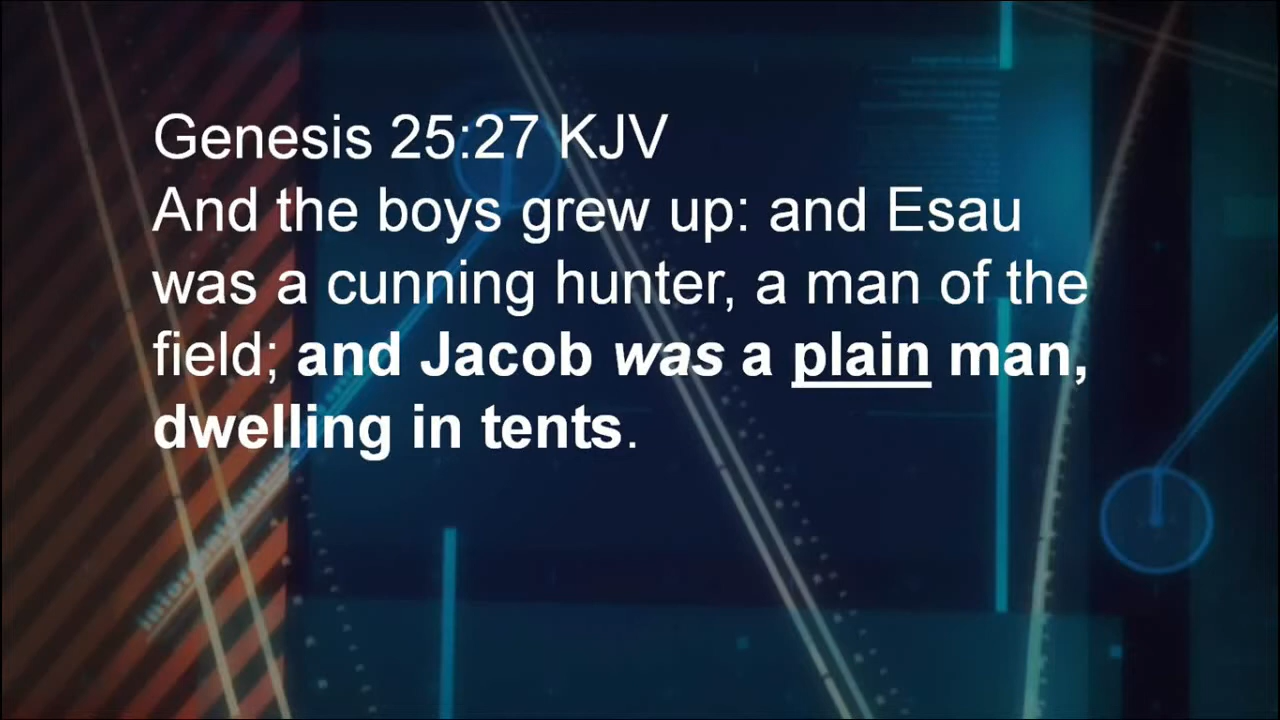 Genesis 25:27 KJV
And the boys grew up: and Esau
was a cunning hunter, a man of the
field; and Jacob was a plain man,
dwelling in tents.